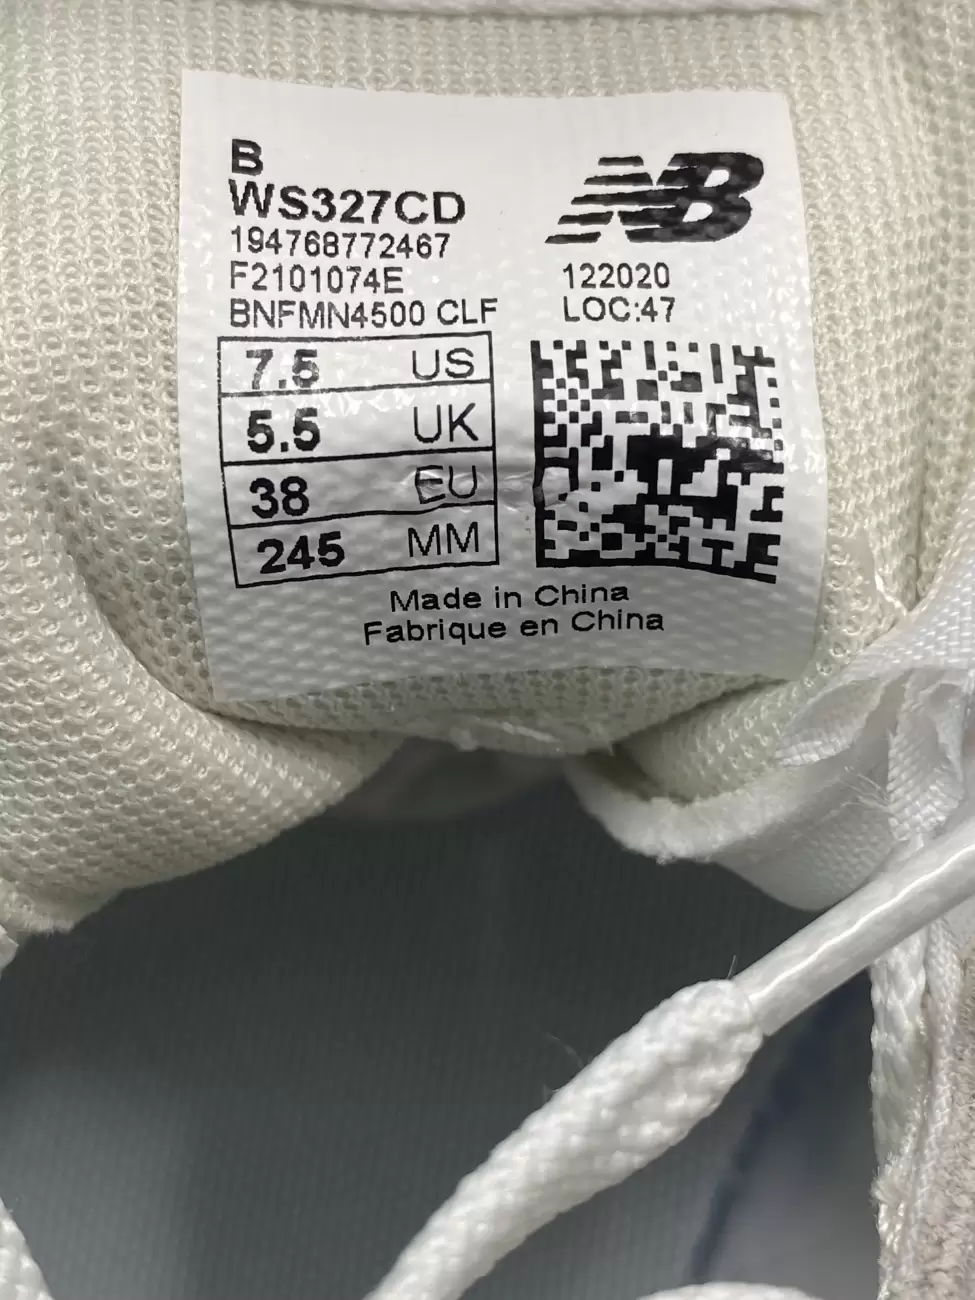 B
WS327CD
194768772467
F2101074E
BNFMN4500 CLF
NB
122020
LOC:47
7.5 US
5.5 UK
38 EU
245 MM
Made in China
Fabrique en China